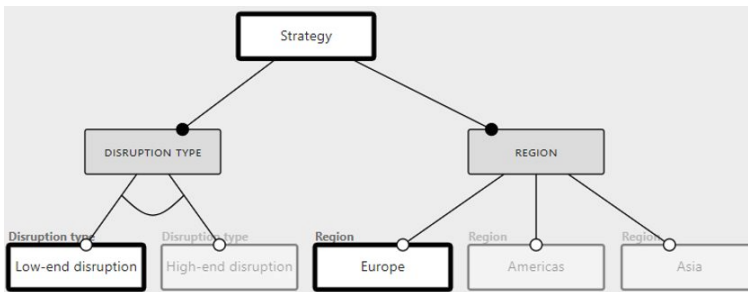 Strategy
DISRUPTION TYPE
REGION
Disruption type
Disruption type
Region
Region
Region
Low-end disruption
High-end disruption
Europe
Americas
Asia